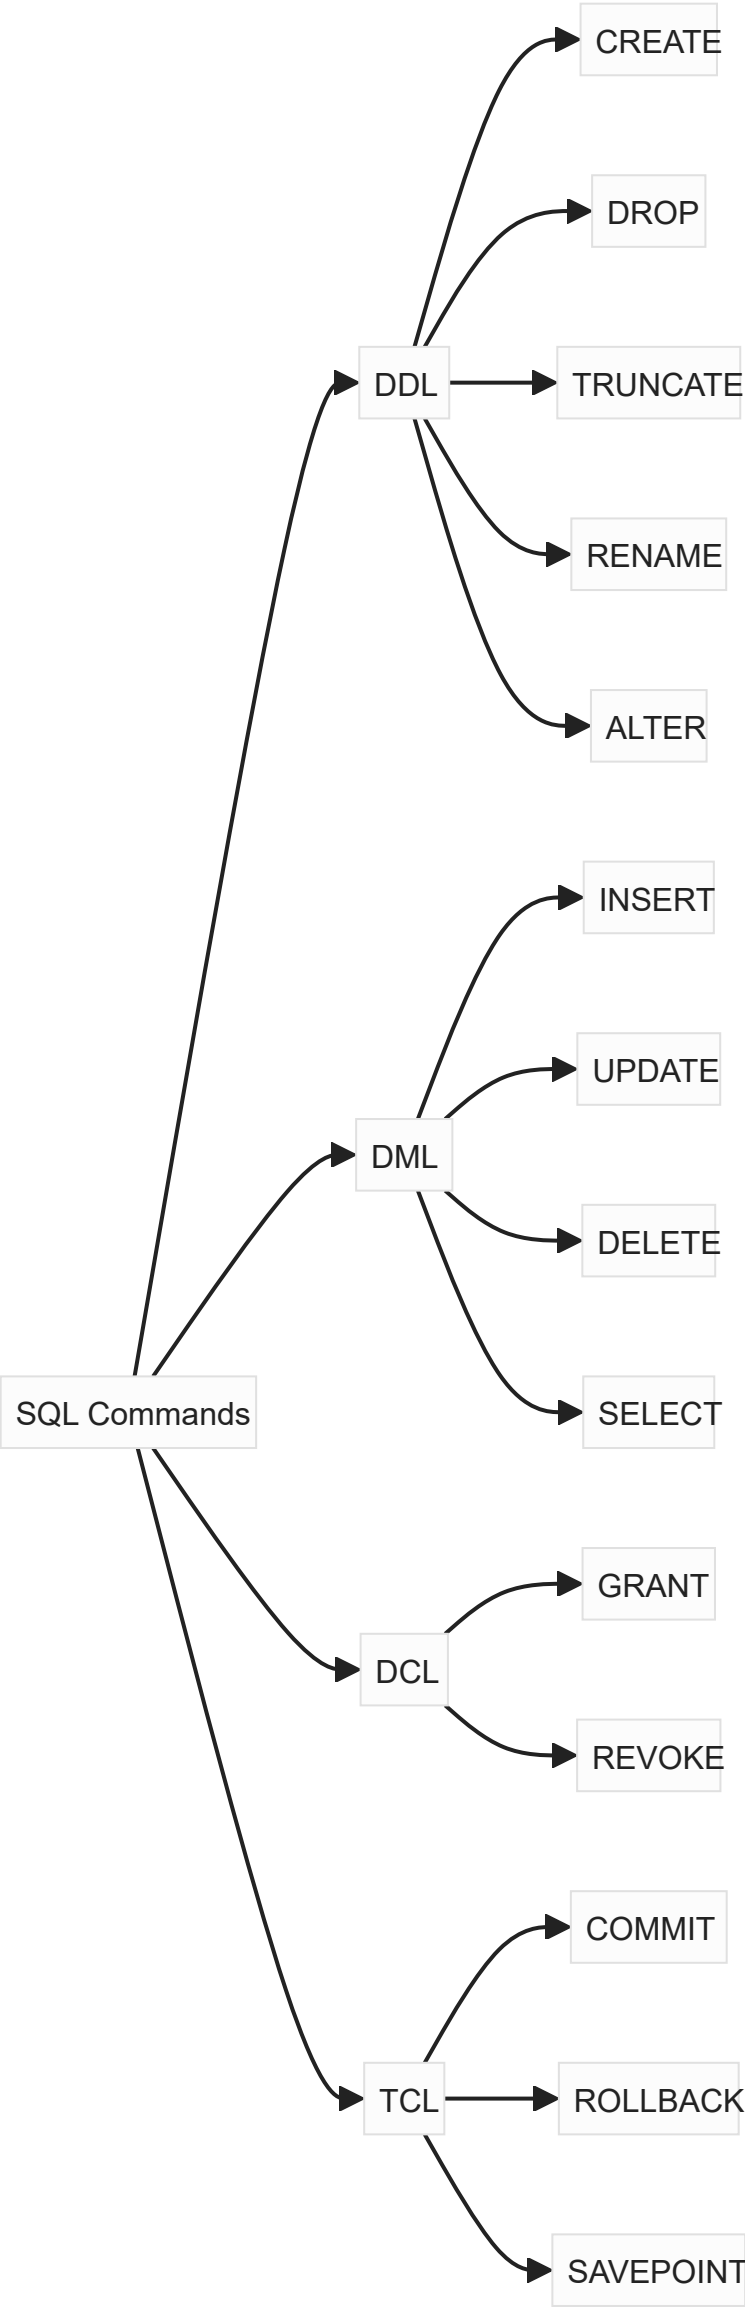 CREATE
DROP
DDL
TRUNCATE
RENAME
ALTER
INSERT
UPDATE
DML
DELETE
SQL Commands
SELECT
GRANT
DCL
REVOKE
COMMIT
TCL
ROLLBACK
SAVEPOINT